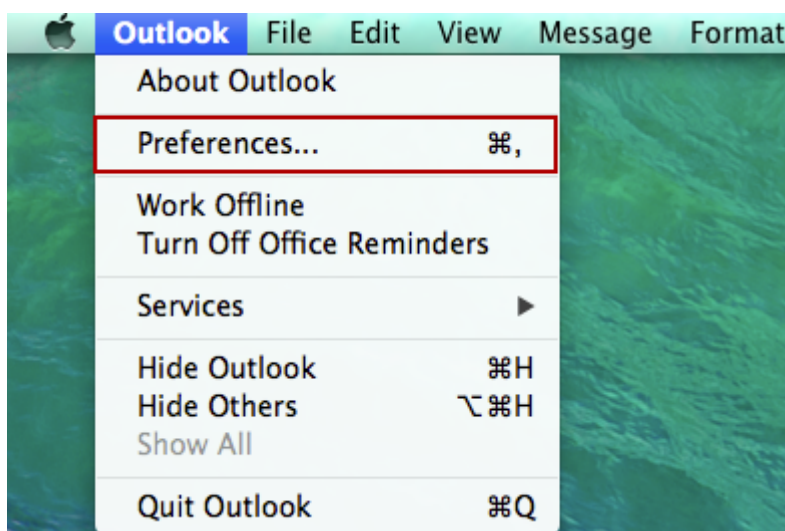 Outlook File Edit View Message Format
About Outlook
Preferences... ⌘,
Work Offline
Turn Off Office Reminders
Services ▶
Hide Outlook ⌘H
Hide Others ⌥⌘H
Show All
Quit Outlook ⌘Q